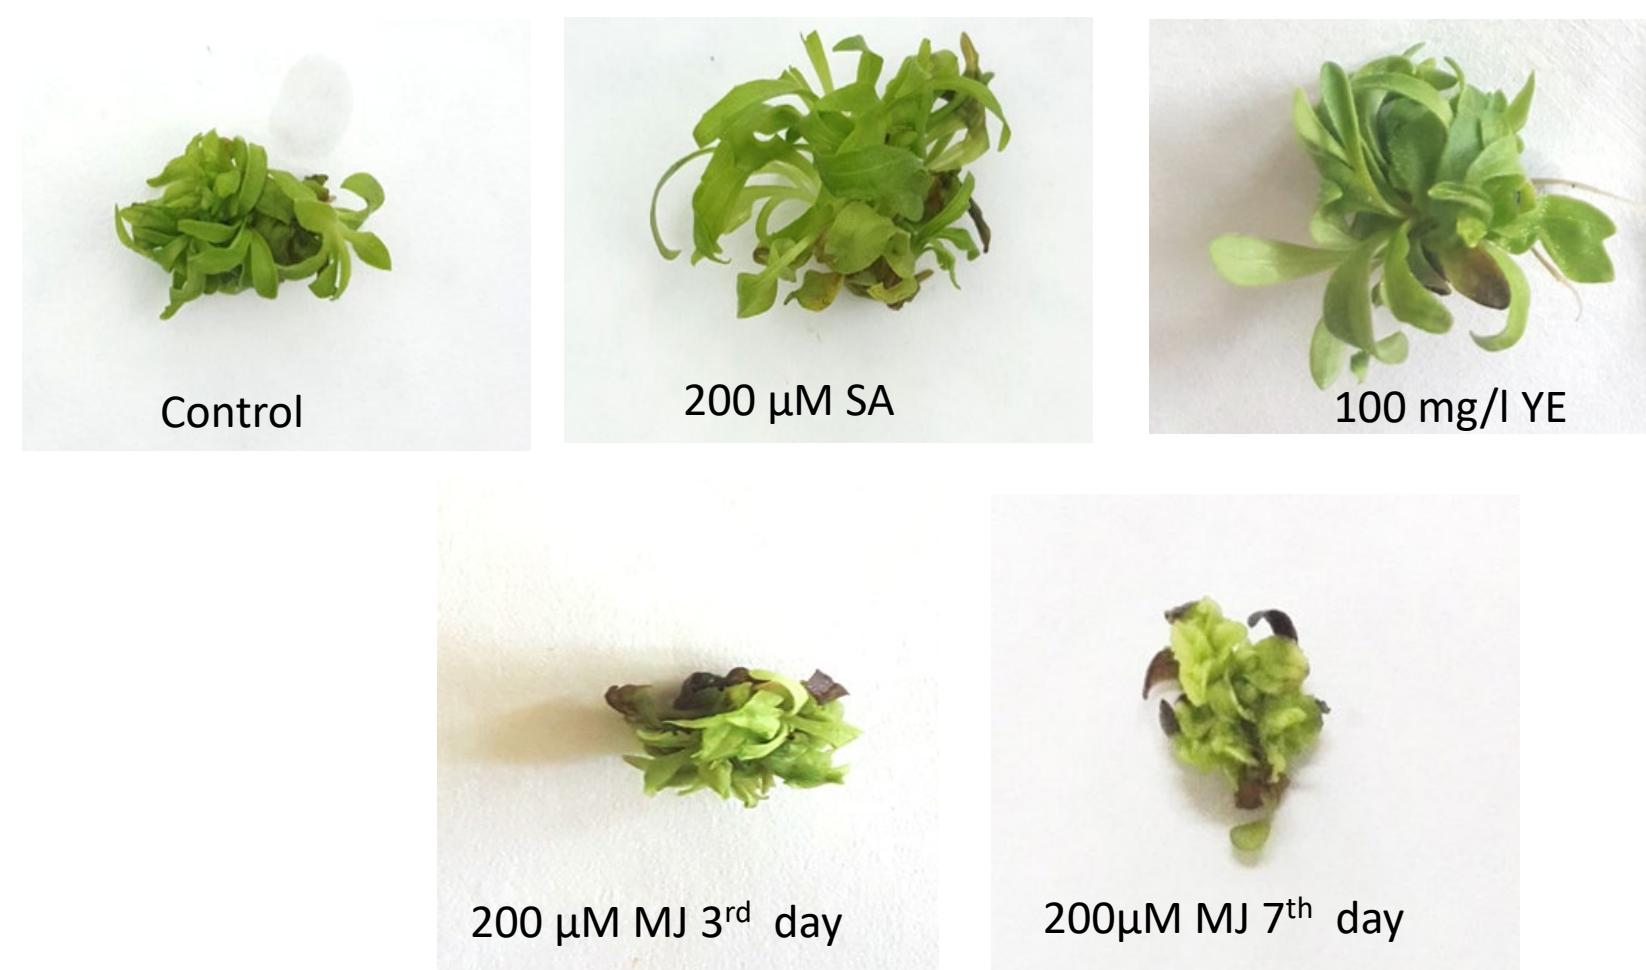 Control
200 µM SA
100 mg/l YE
200 µM MJ 3rd day
200µM MJ 7th day